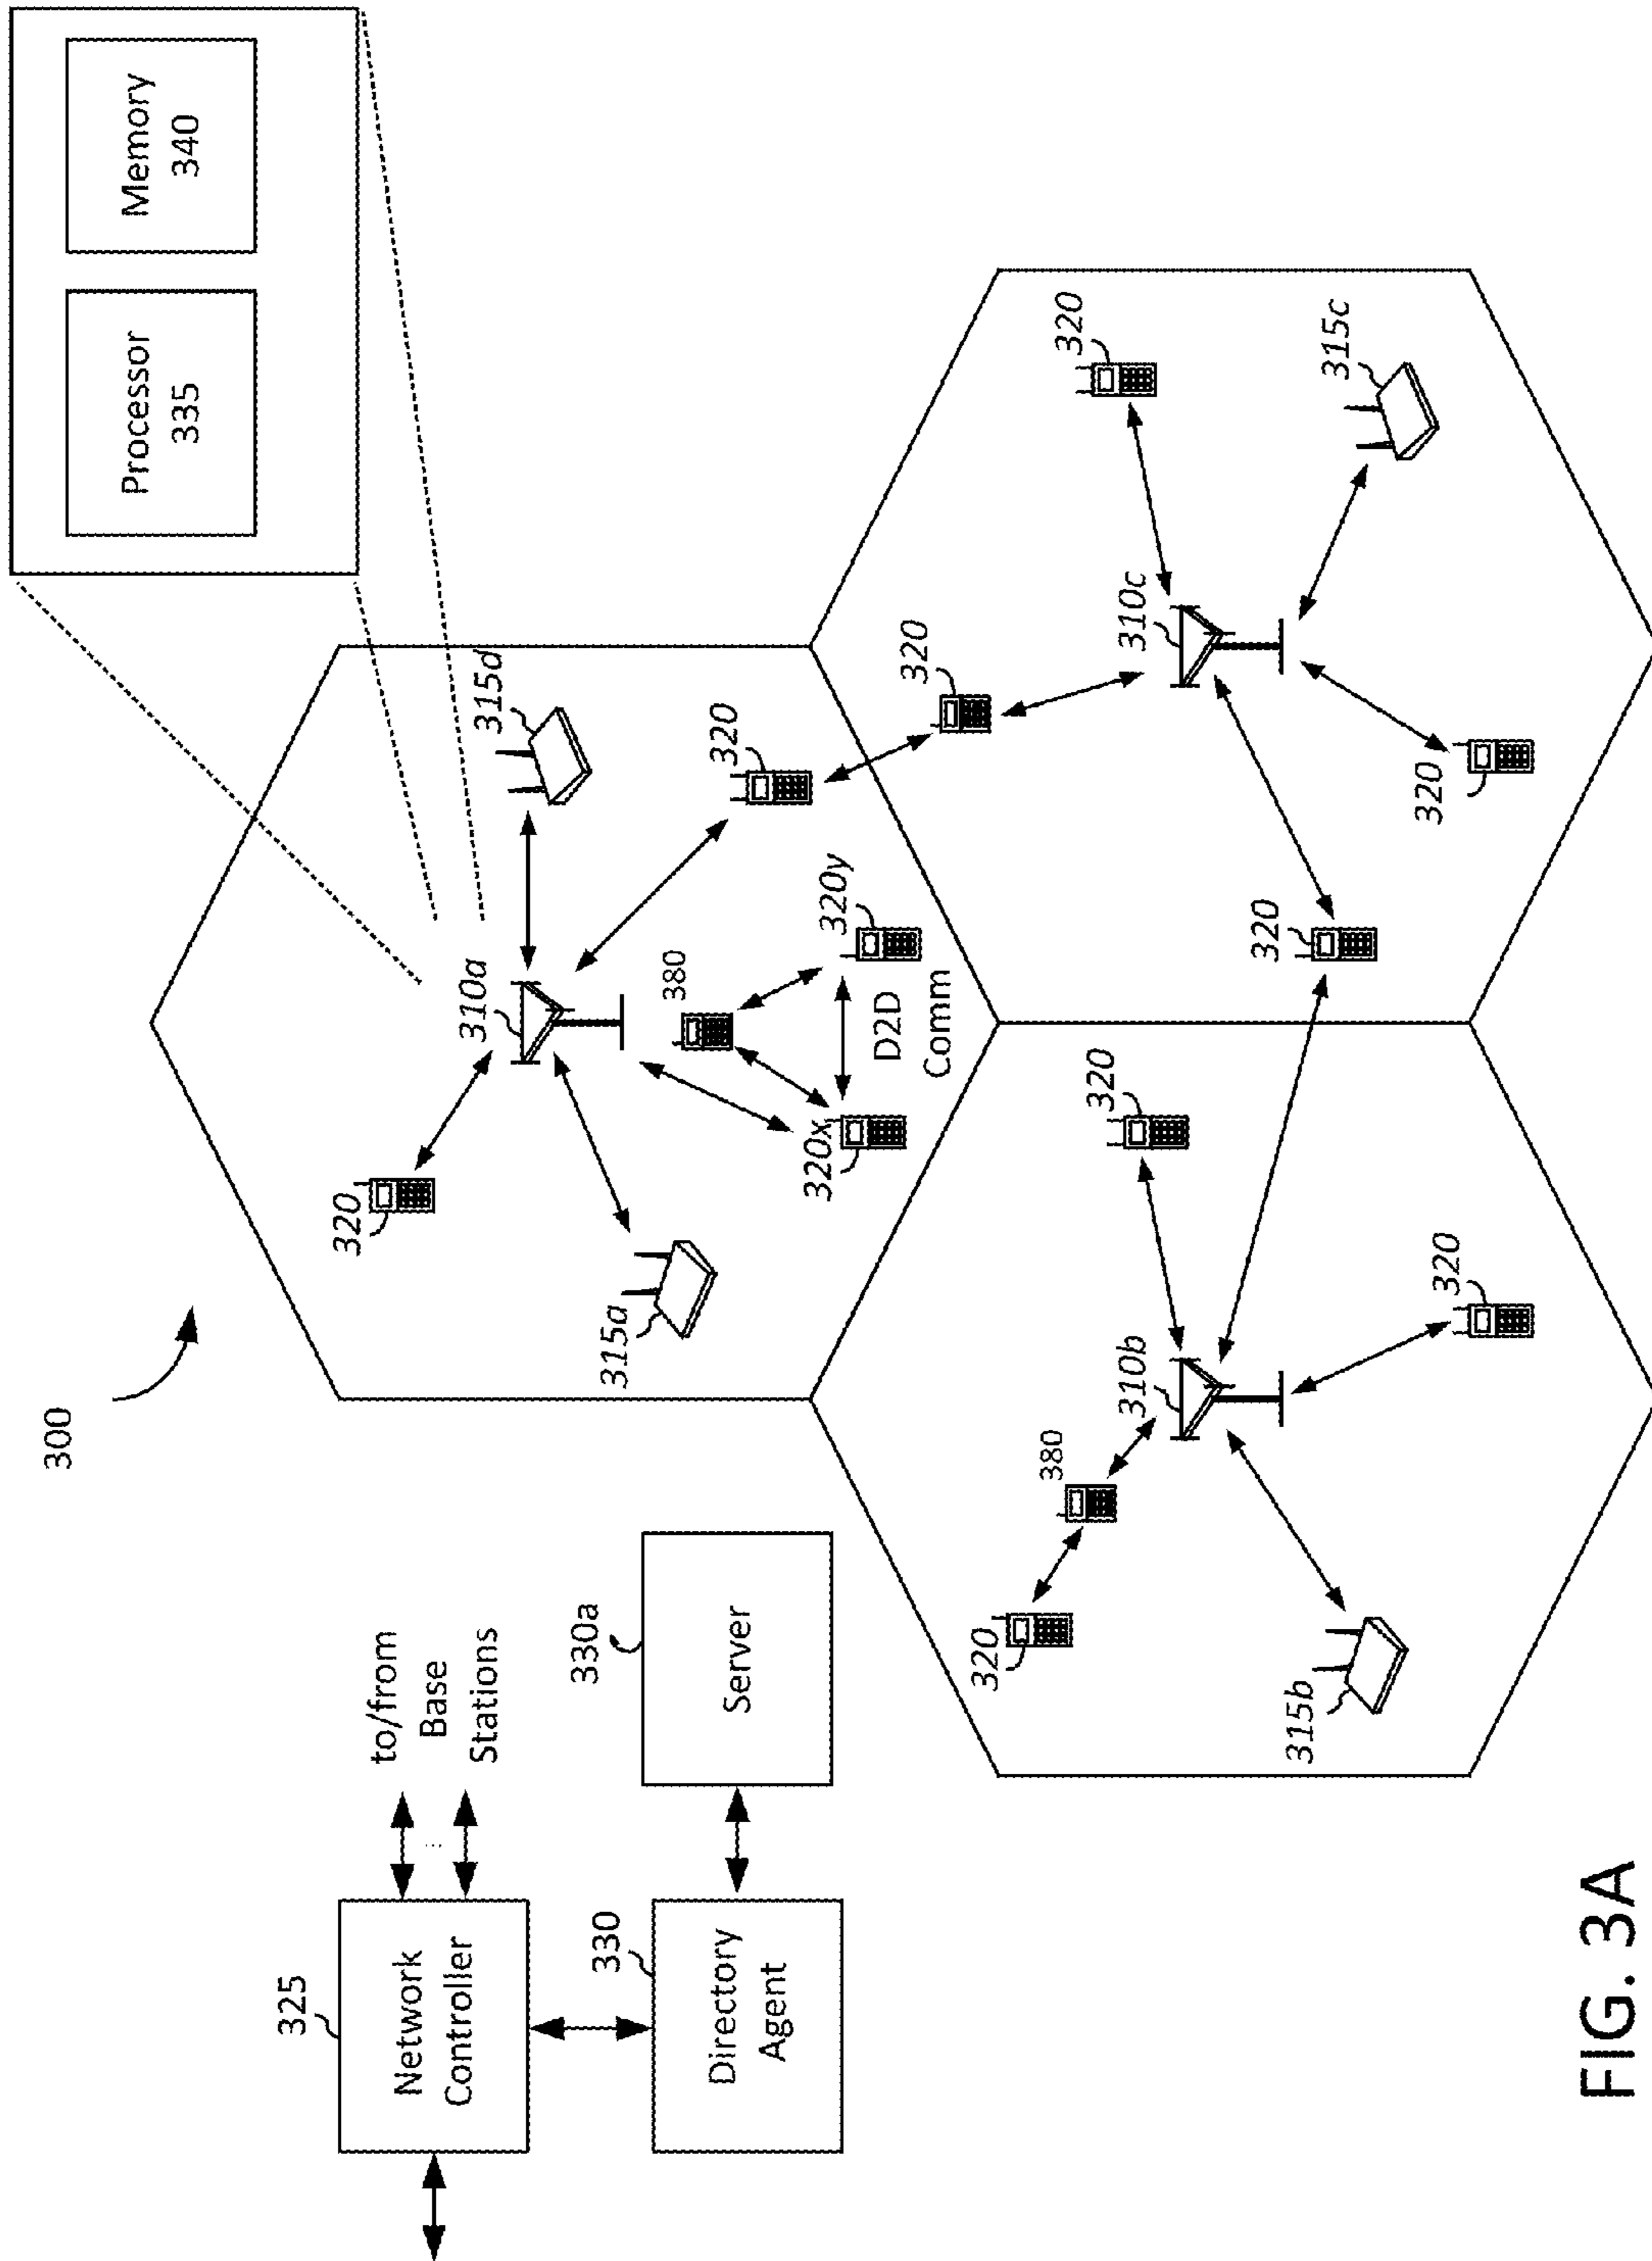 300
325
Network
Controller
to/from
Base
Stations
330
Directory
Agent
330a
Server
Processor
335
Memory
340
320
310a
315d
315a
380
320
320x
320y
D2D
Comm
320
320
380
310b
320
315b
320
320
310c
320
320
315c
FIG. 3A